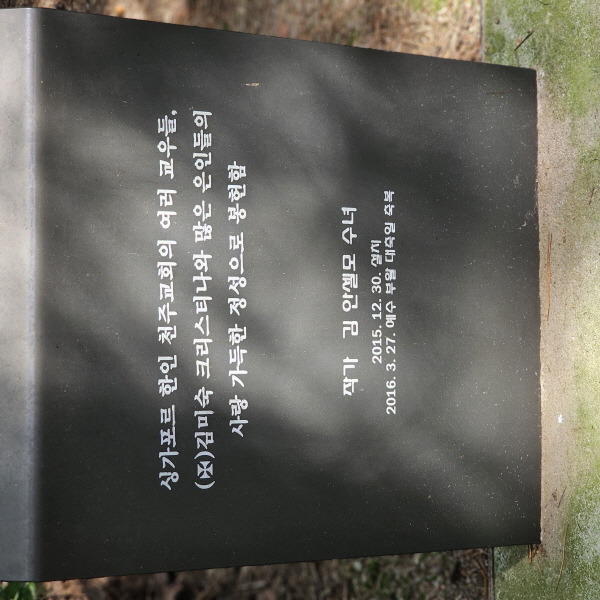 싱가포르 한인 천주교회의 여러 교우들,
(✠)김미숙 크리스티나와 많은 은인들의
사랑 가득한 정성으로 봉헌함
작가 김 안셀모 수녀
2015. 12. 30. 설치
2016. 3. 27. 예수 부활 대축일 축복